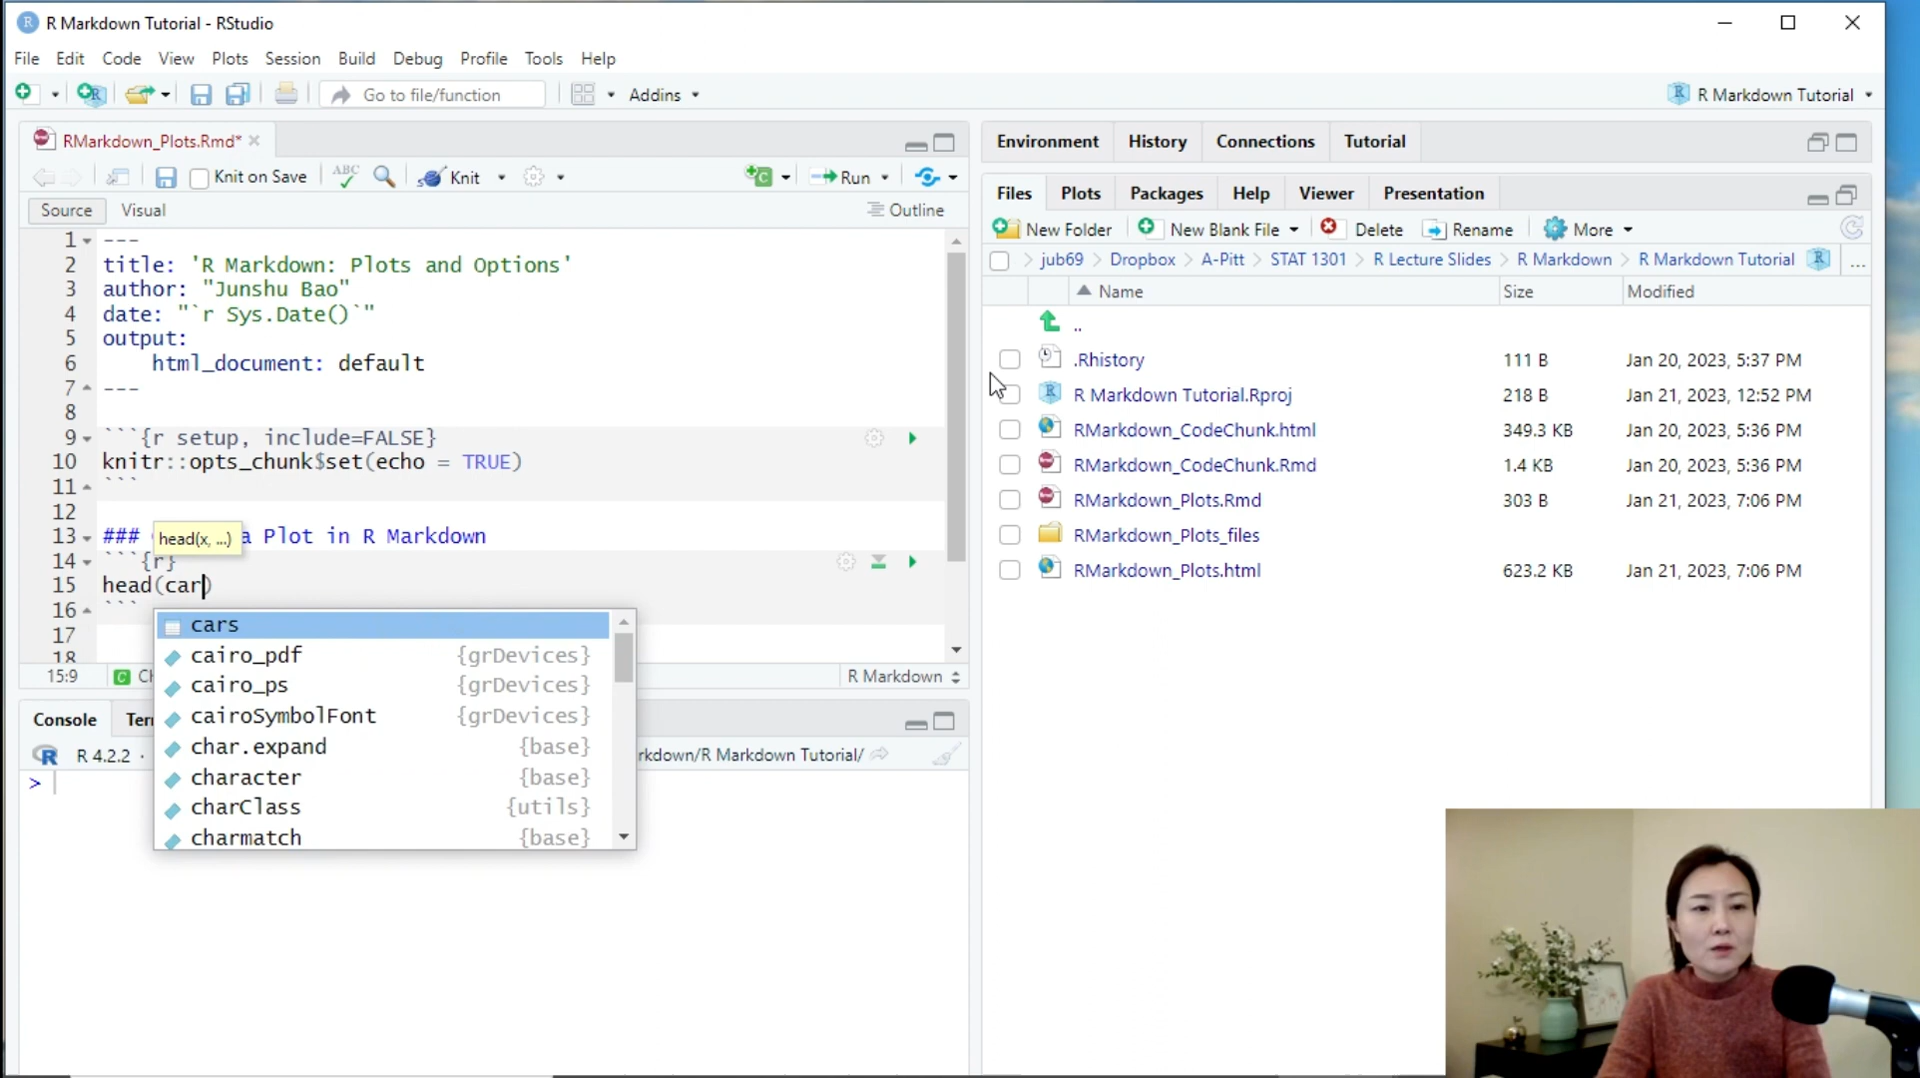 R Markdown Tutorial - RStudio
File Edit Code View Plots Session Build Debug Profile Tools Help
Go to file/function Addins R Markdown Tutorial
RMarkdown_Plots.Rmd*
Knit on Save ABC Knit Run
Source Visual Outline
1 ---
2 title: 'R Markdown: Plots and Options'
3 author: "Junshu Bao"
4 date: "`r Sys.Date()`"
5 output:
6 html_document: default
7 ---
8
9 ```{r setup, include=FALSE}
10 knitr::opts_chunk$set(echo = TRUE)
11 ```
12
13 ### a Plot in R Markdown
head(x, ...)
14 ```{r}
15 head(car)
16 ```
17
18
cars
cairo_pdf {grDevices}
cairo_ps {grDevices}
cairoSymbolFont {grDevices}
char.expand {base}
character {base}
charClass {utils}
charmatch {base}
15:9 R Markdown
Console Ter
R 4.2.2 · rkdown/R Markdown Tutorial/
>
Environment History Connections Tutorial
Files Plots Packages Help Viewer Presentation
New Folder New Blank File Delete Rename More
jub69 > Dropbox > A-Pitt > STAT 1301 > R Lecture Slides > R Markdown > R Markdown Tutorial ...
Name Size Modified
..
.Rhistory 111 B Jan 20, 2023, 5:37 PM
R Markdown Tutorial.Rproj 218 B Jan 21, 2023, 12:52 PM
RMarkdown_CodeChunk.html 349.3 KB Jan 20, 2023, 5:36 PM
RMarkdown_CodeChunk.Rmd 1.4 KB Jan 20, 2023, 5:36 PM
RMarkdown_Plots.Rmd 303 B Jan 21, 2023, 7:06 PM
RMarkdown_Plots_files
RMarkdown_Plots.html 623.2 KB Jan 21, 2023, 7:06 PM